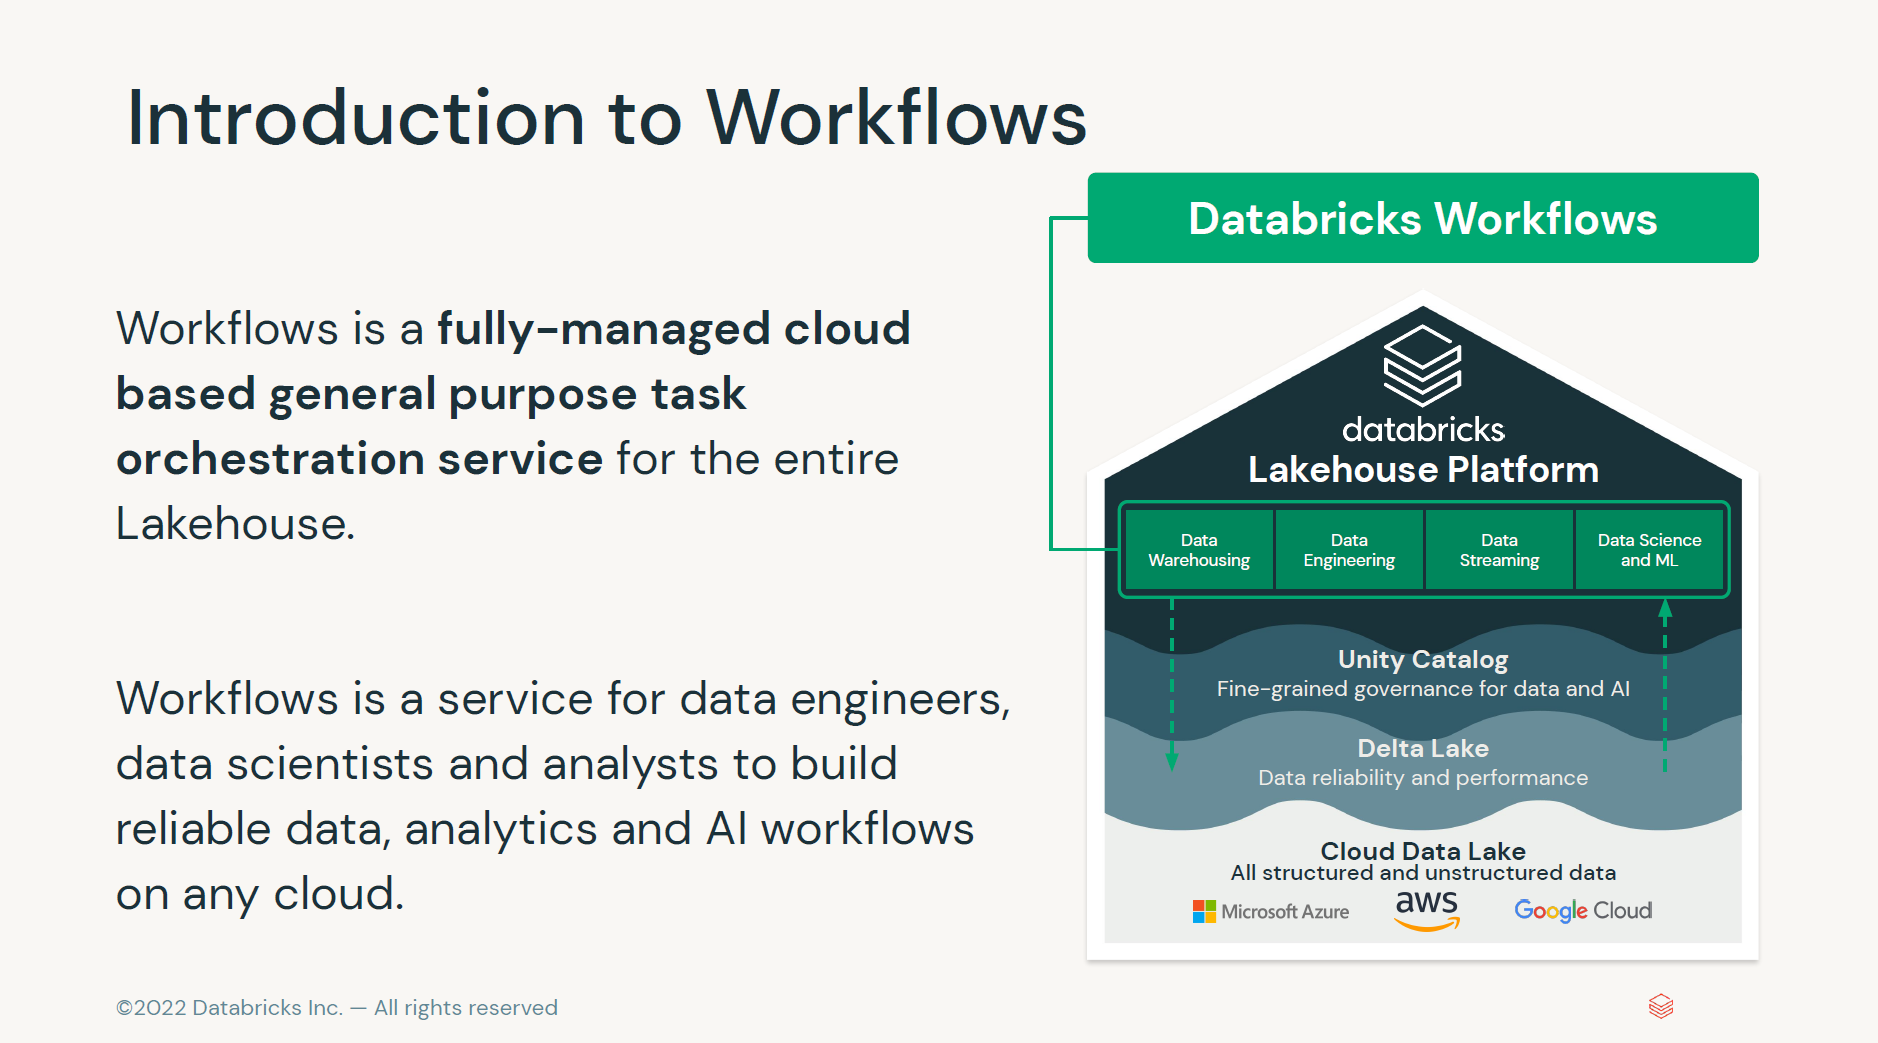 Introduction to Workflows
Databricks Workflows
Workflows is a fully-managed cloud
based general purpose task
orchestration service for the entire
Lakehouse.
Workflows is a service for data engineers,
data scientists and analysts to build
reliable data, analytics and AI workflows
on any cloud.
databricks
Lakehouse Platform
Data
Warehousing
Data
Engineering
Data
Streaming
Data Science
and ML
Unity Catalog
Fine-grained governance for data and AI
Delta Lake
Data reliability and performance
Cloud Data Lake
All structured and unstructured data
Microsoft Azure
aws
Google Cloud
©2022 Databricks Inc. — All rights reserved